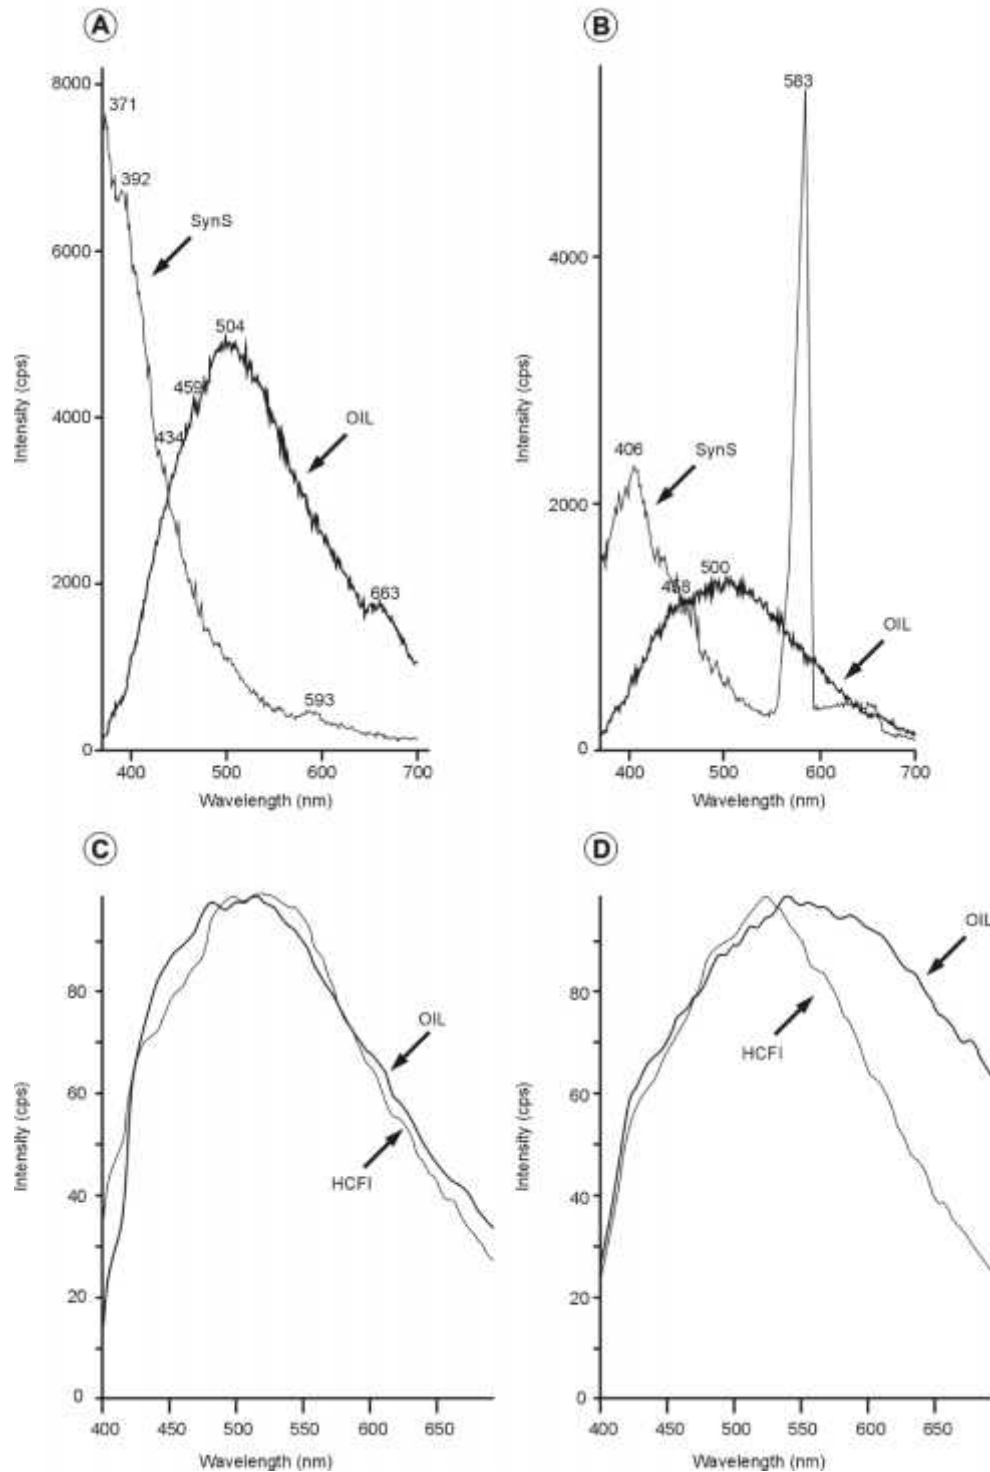 A
B
8000
371
392
SynS
6000
504
459
OIL
434
4000
2000
663
593
0
400 500 600 700
Wavelength (nm)
Intensity (cps)
583
4000
406
SynS
2000
500
458
OIL
0
400 500 600 700
Wavelength (nm)
Intensity (cps)
C
D
80
60
40
20
0
OIL
HCFI
400 450 500 550 600 650
Wavelength (nm)
Intensity (cps)
80
60
40
20
0
OIL
HCFI
400 450 500 550 600 650
Wavelength (nm)
Intensity (cps)